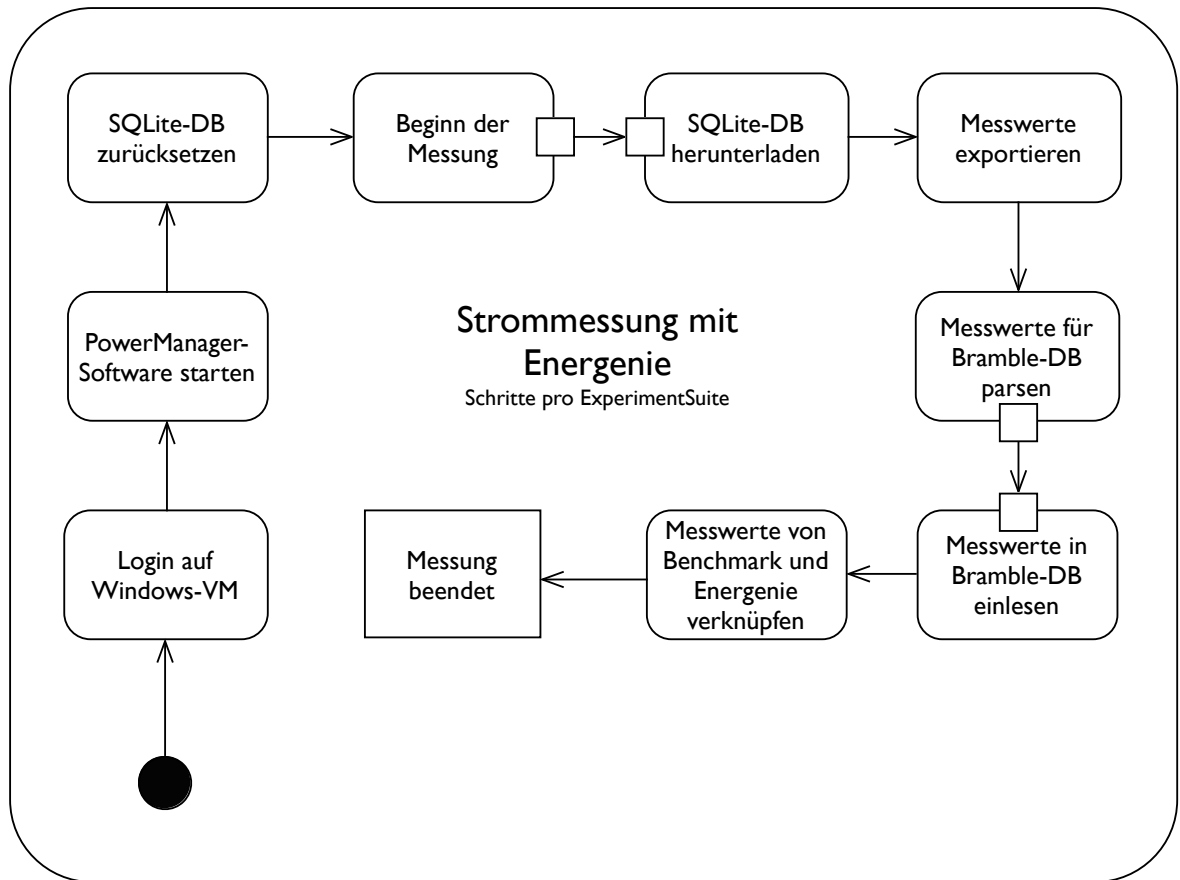 SQLite-DB
zurücksetzen
Beginn der
Messung
SQLite-DB
herunterladen
Messwerte
exportieren
PowerManager-
Software starten
Strommessung mit
Energenie
Schritte pro ExperimentSuite
Messwerte für
Bramble-DB
parsen
Login auf
Windows-VM
Messung
beendet
Messwerte von
Benchmark und
Energenie
verknüpfen
Messwerte in
Bramble-DB
einlesen